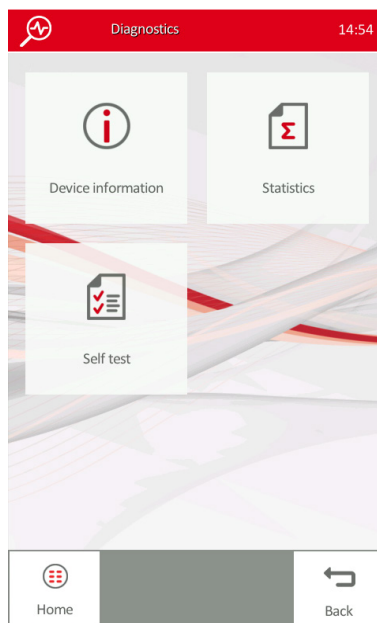 Diagnostics 14:54
Device information Statistics
Self test
Home Back